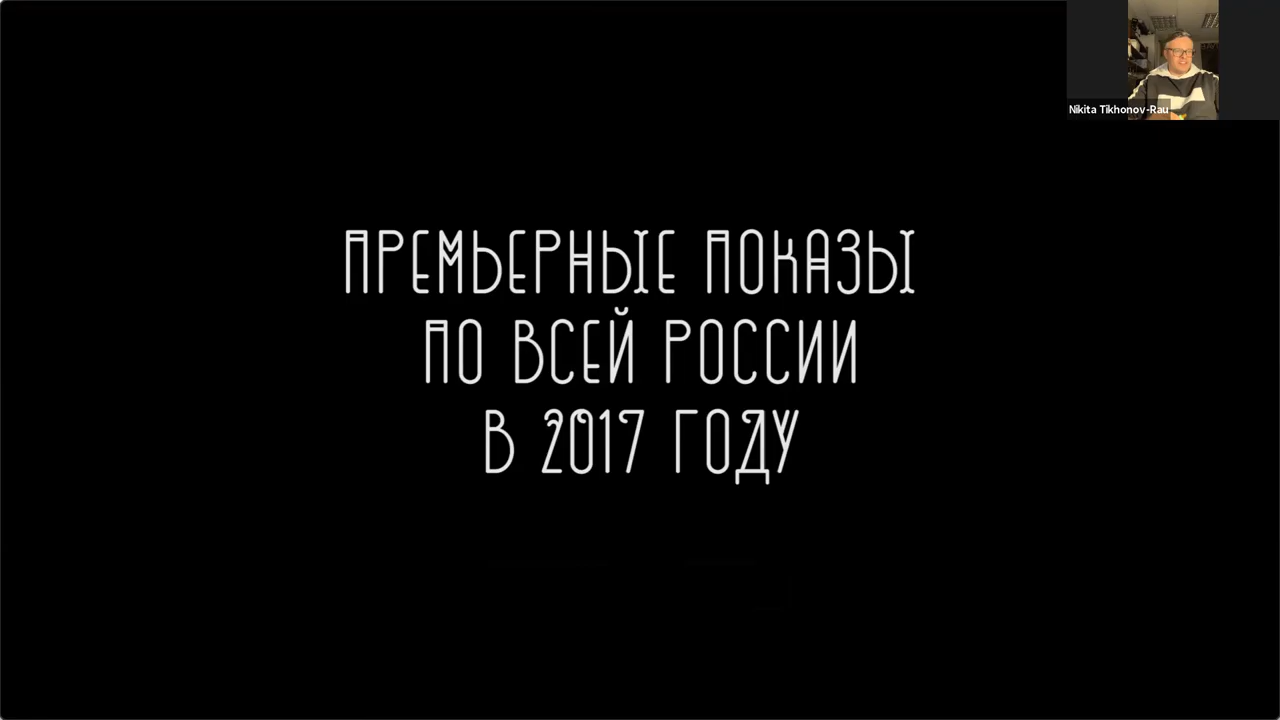 Nikita Tikhonov-Rau
ПРЕМЬЕРНЫЕ ПОКАЗЫ
ПО ВСЕЙ РОССИИ
В 2017 ГОДУ